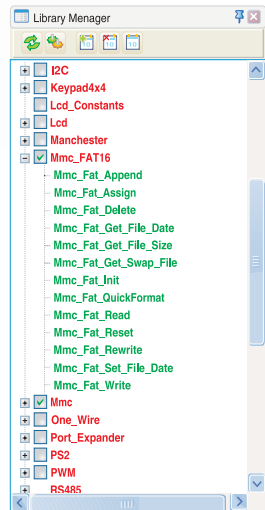 Library Menager
I2C
Keypad4x4
Lcd_Constants
Lcd
Manchester
Mmc_FAT16
Mmc_Fat_Append
Mmc_Fat_Assign
Mmc_Fat_Delete
Mmc_Fat_Get_File_Date
Mmc_Fat_Get_File_Size
Mmc_Fat_Get_Swap_File
Mmc_Fat_Init
Mmc_Fat_QuickFormat
Mmc_Fat_Read
Mmc_Fat_Reset
Mmc_Fat_Rewrite
Mmc_Fat_Set_File_Date
Mmc_Fat_Write
Mmc
One_Wire
Port_Expander
PS2
PWM
RS485